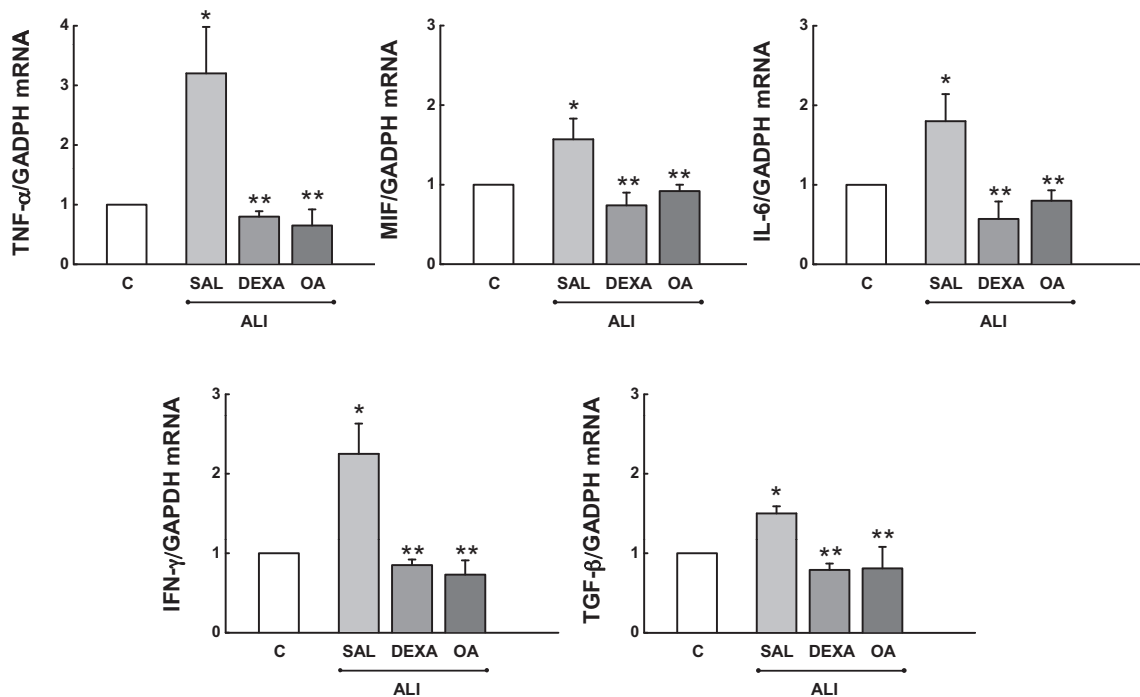 TNF-α/GADPH mRNA
4
3
2
1
0
*
**
**
C
SAL
DEXA
OA
ALI
MIF/GADPH mRNA
3
2
1
0
*
**
**
C
SAL
DEXA
OA
ALI
IL-6/GADPH mRNA
3
2
1
0
*
**
**
C
SAL
DEXA
OA
ALI
IFN-γ/GAPDH mRNA
3
2
1
0
*
**
**
C
SAL
DEXA
OA
ALI
TGF-β/GADPH mRNA
3
2
1
0
*
**
**
C
SAL
DEXA
OA
ALI